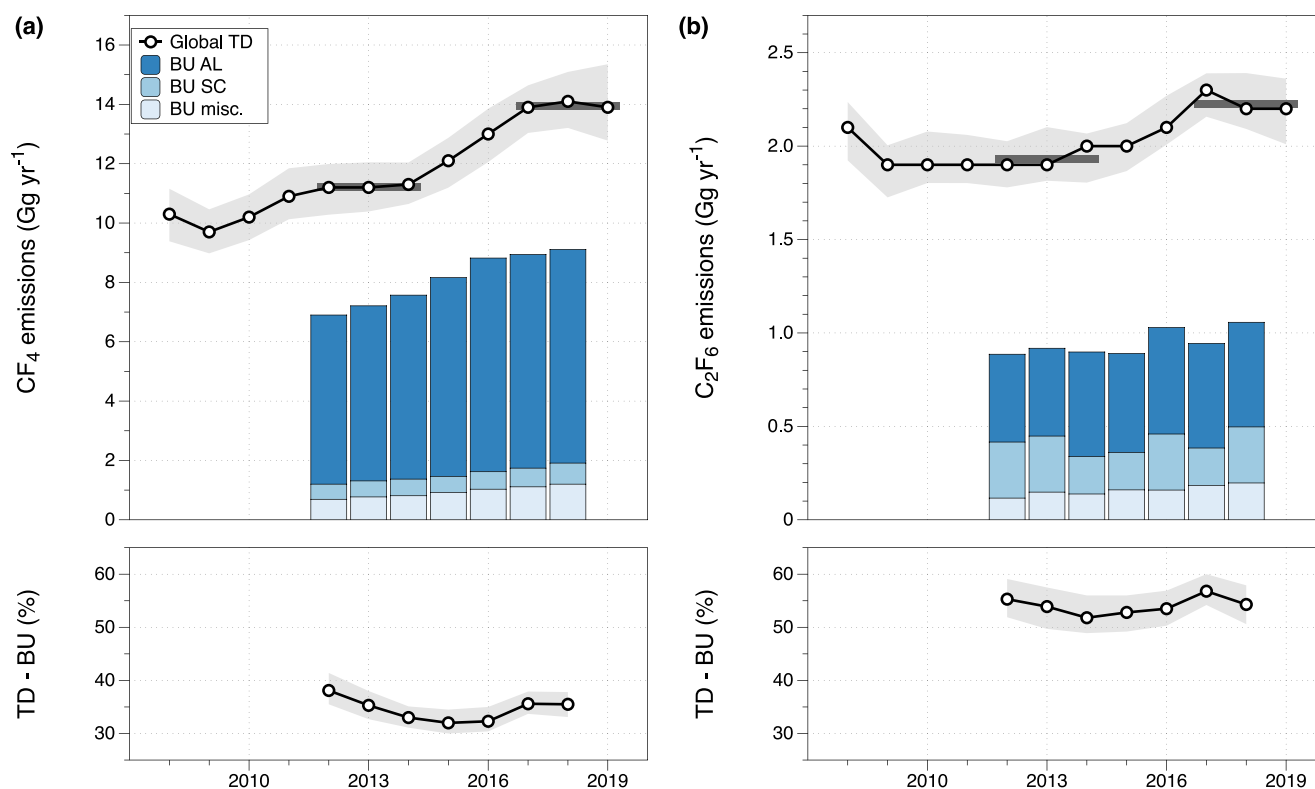 (a)
CF4 emissions (Gg yr-1)
16
14
12
10
8
6
4
2
0
Global TD
BU AL
BU SC
BU misc.
TD - BU (%)
60
50
40
30
2010 2013 2016 2019
(b)
C2F6 emissions (Gg yr-1)
2.5
2.0
1.5
1.0
0.5
0
TD - BU (%)
60
50
40
30
2010 2013 2016 2019